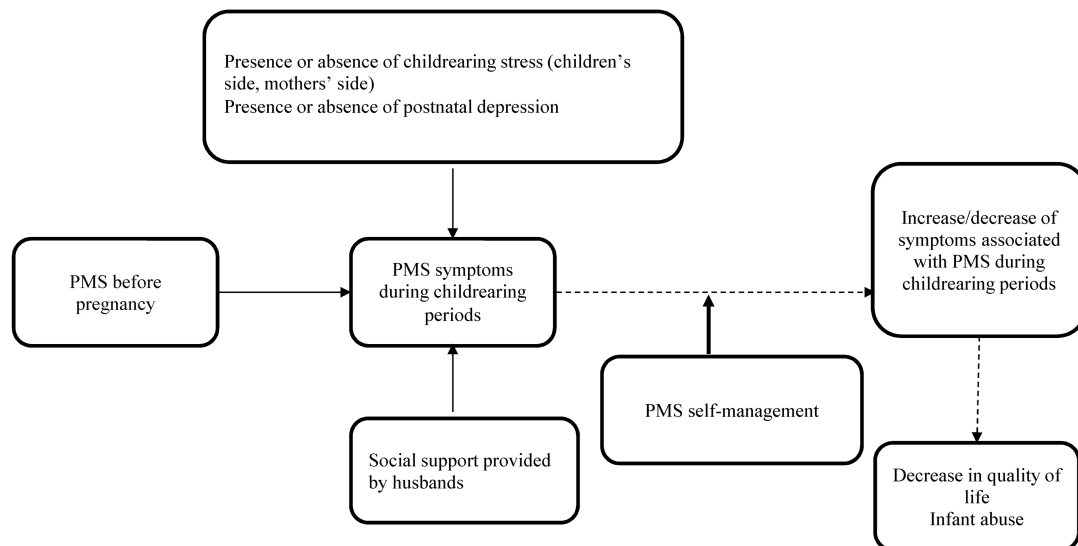 Presence or absence of childrearing stress (children’s
side, mothers’ side)
Presence or absence of postnatal depression
PMS before
pregnancy
PMS symptoms
during childrearing
periods
Increase/decrease of
symptoms associated
with PMS during
childrearing periods
Social support provided
by husbands
PMS self-management
Decrease in quality of
life
Infant abuse